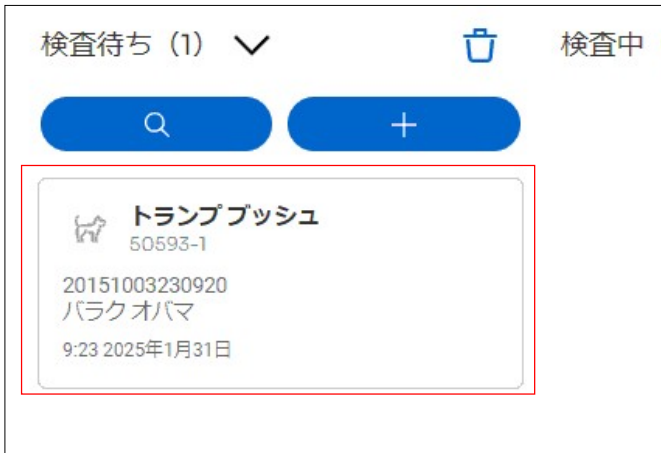 検査待ち（1）
検査中
トランプ ブッシュ
50593-1
20151003230920
バラク オバマ
9:23 2025年1月31日